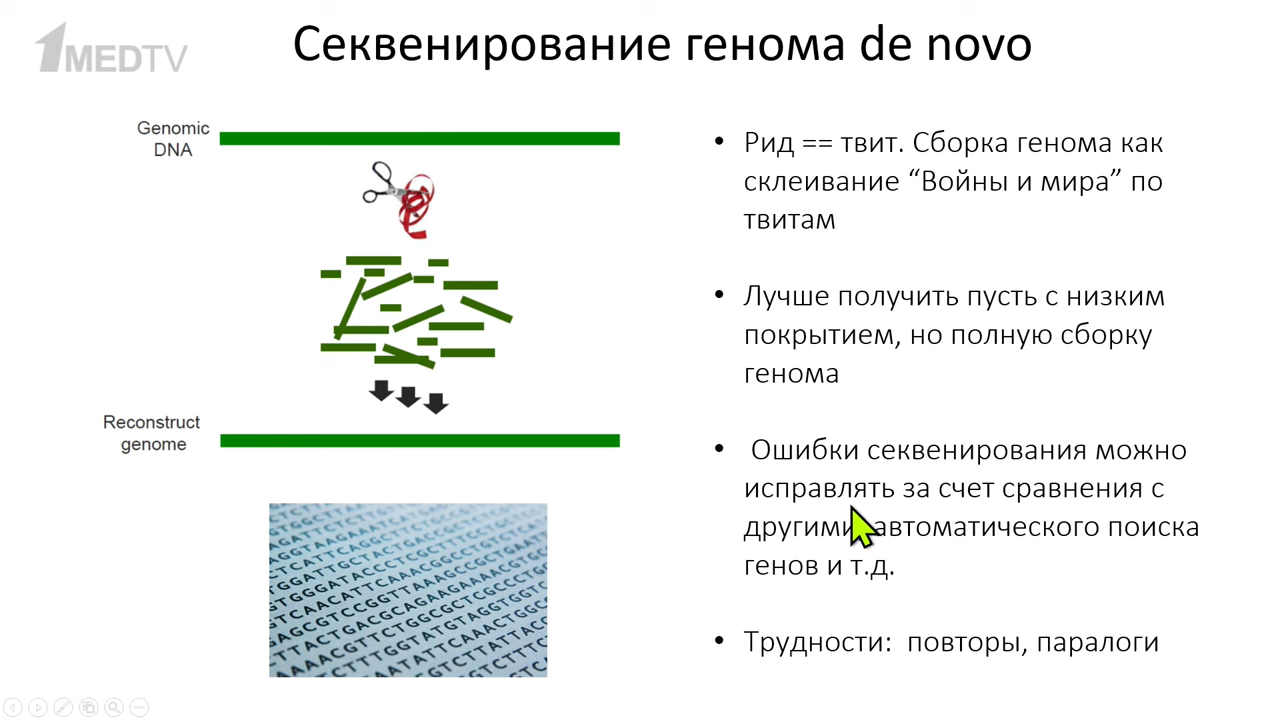 1MEDTV
Секвенирование генома de novo
Genomic
DNA
Reconstruct
genome
• Рид == твит. Сборка генома как
склеивание “Войны и мира” по
твитам
• Лучше получить пусть с низким
покрытием, но полную сборку
генома
• Ошибки секвенирования можно
исправлять за счет сравнения с
другими автоматического поиска
генов и т.д.
• Трудности: повторы, паралоги